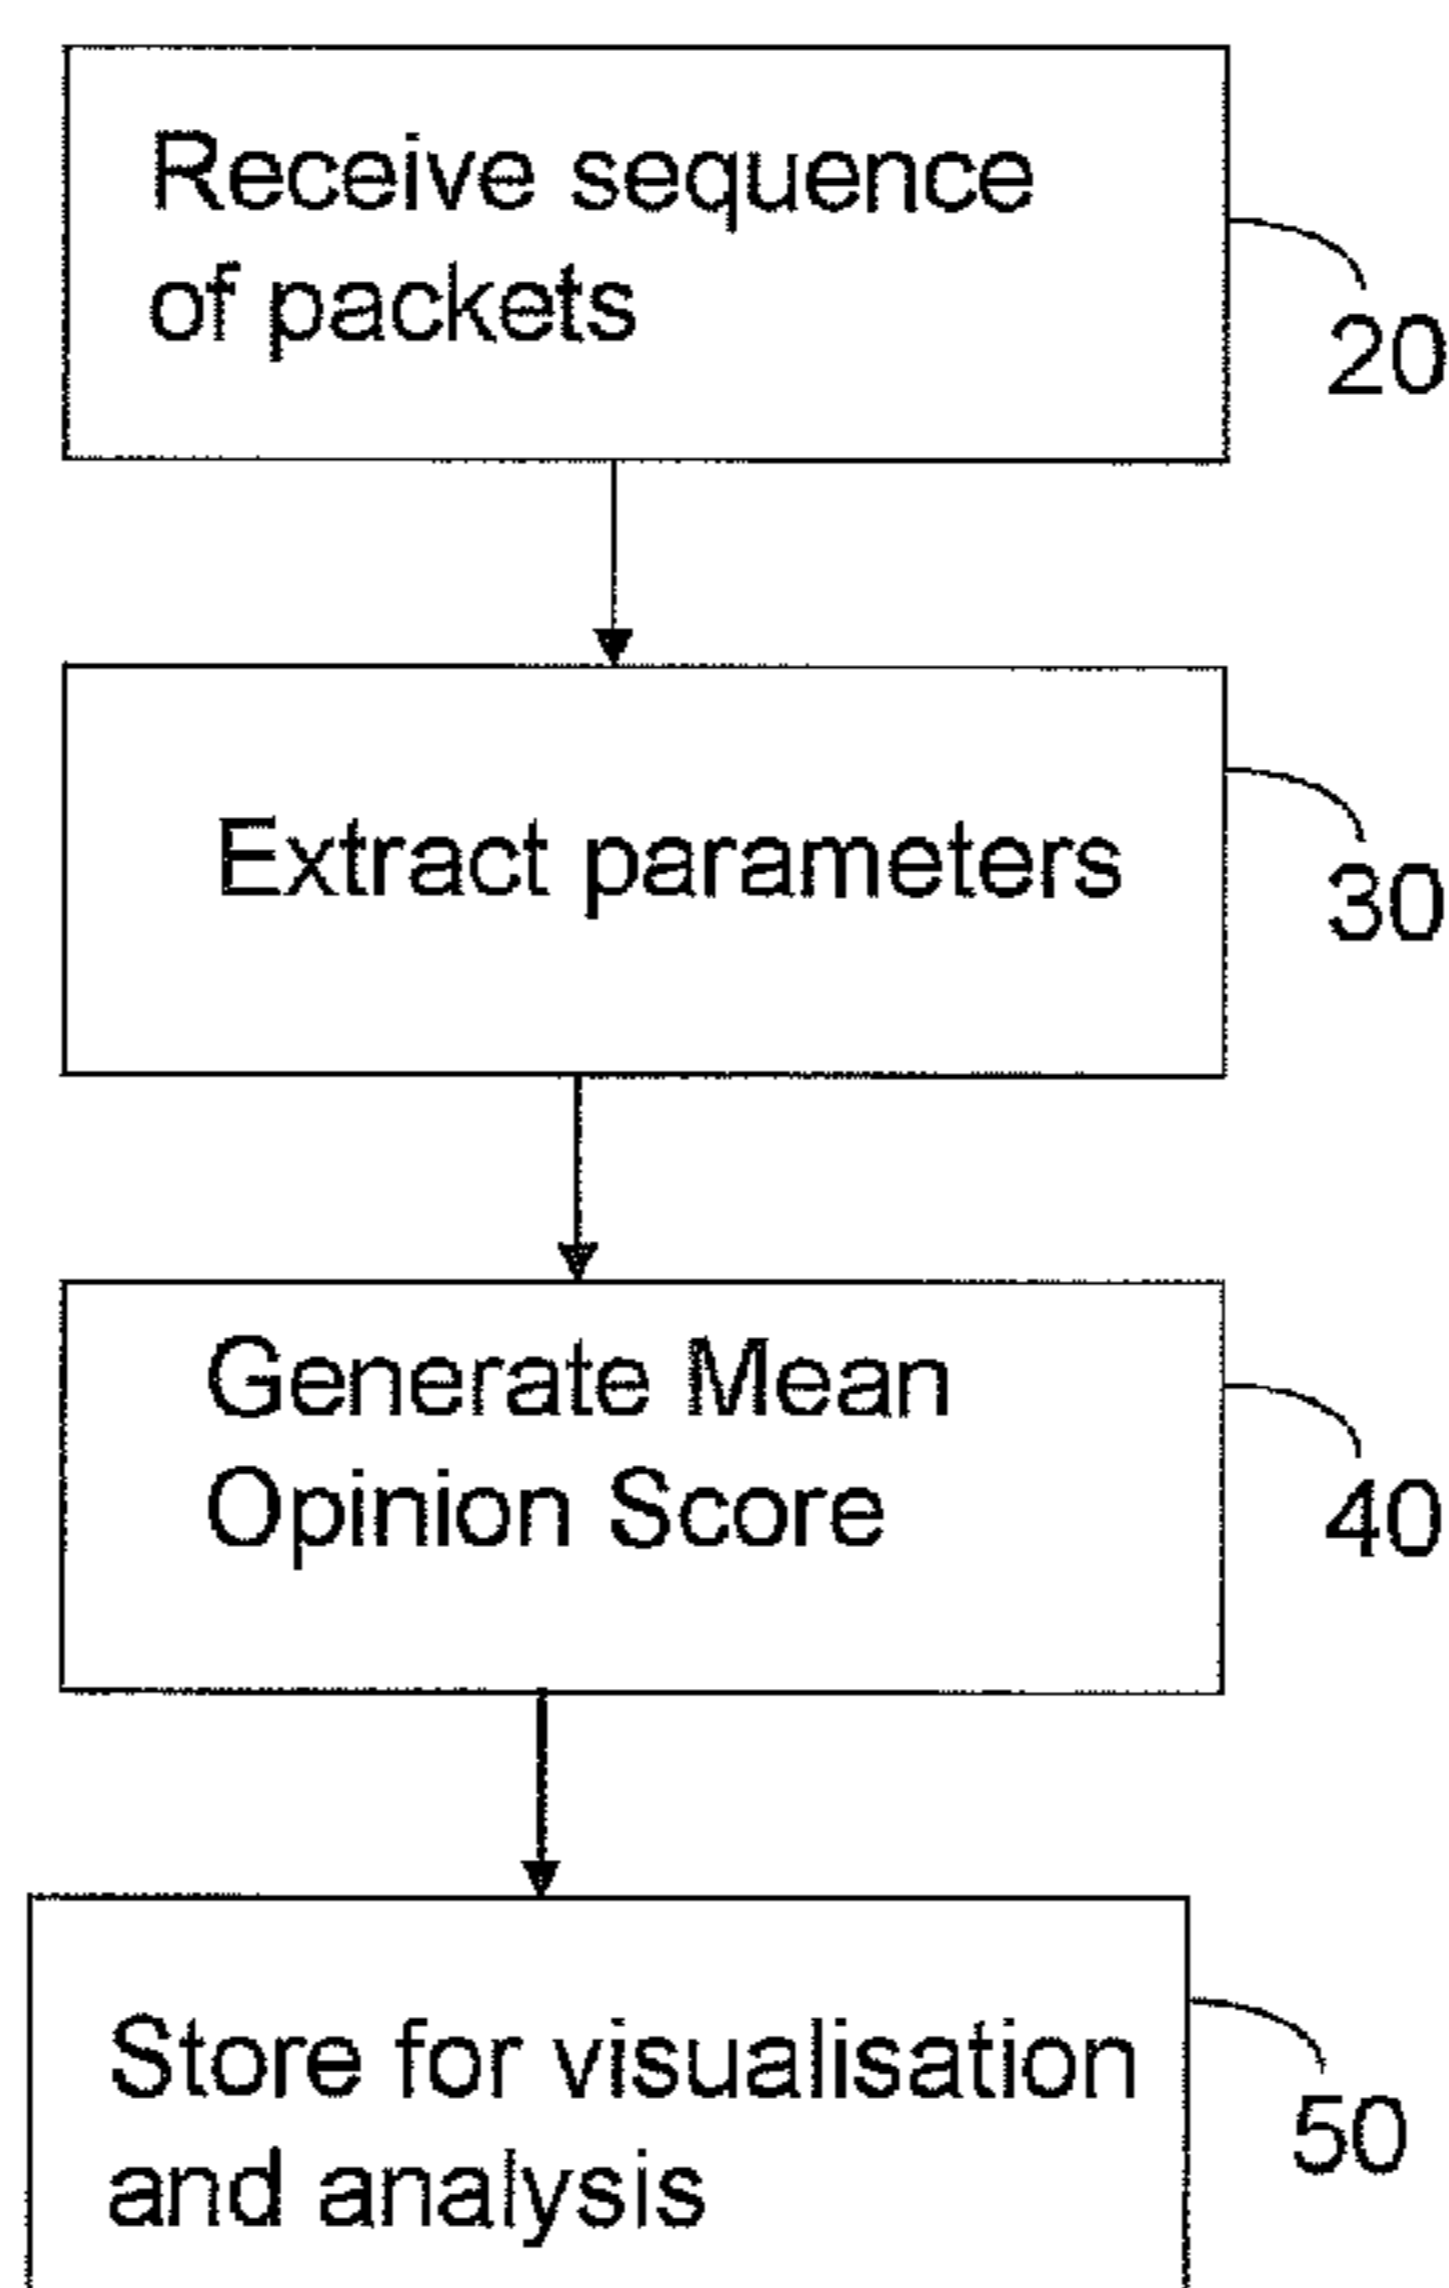 Receive sequence
of packets
20
Extract parameters
30
Generate Mean
Opinion Score
40
Store for visualisation
and analysis
50